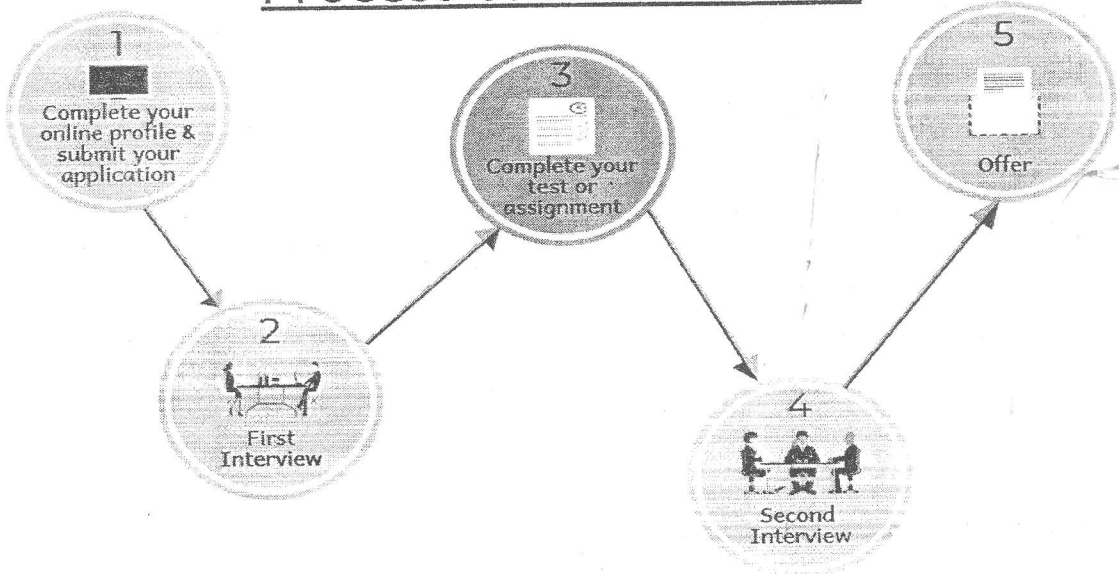 1
Complete your
online profile &
submit your
application
2
First
Interview
3
Complete your
test or
assignment
4
Second
Interview
5
Offer